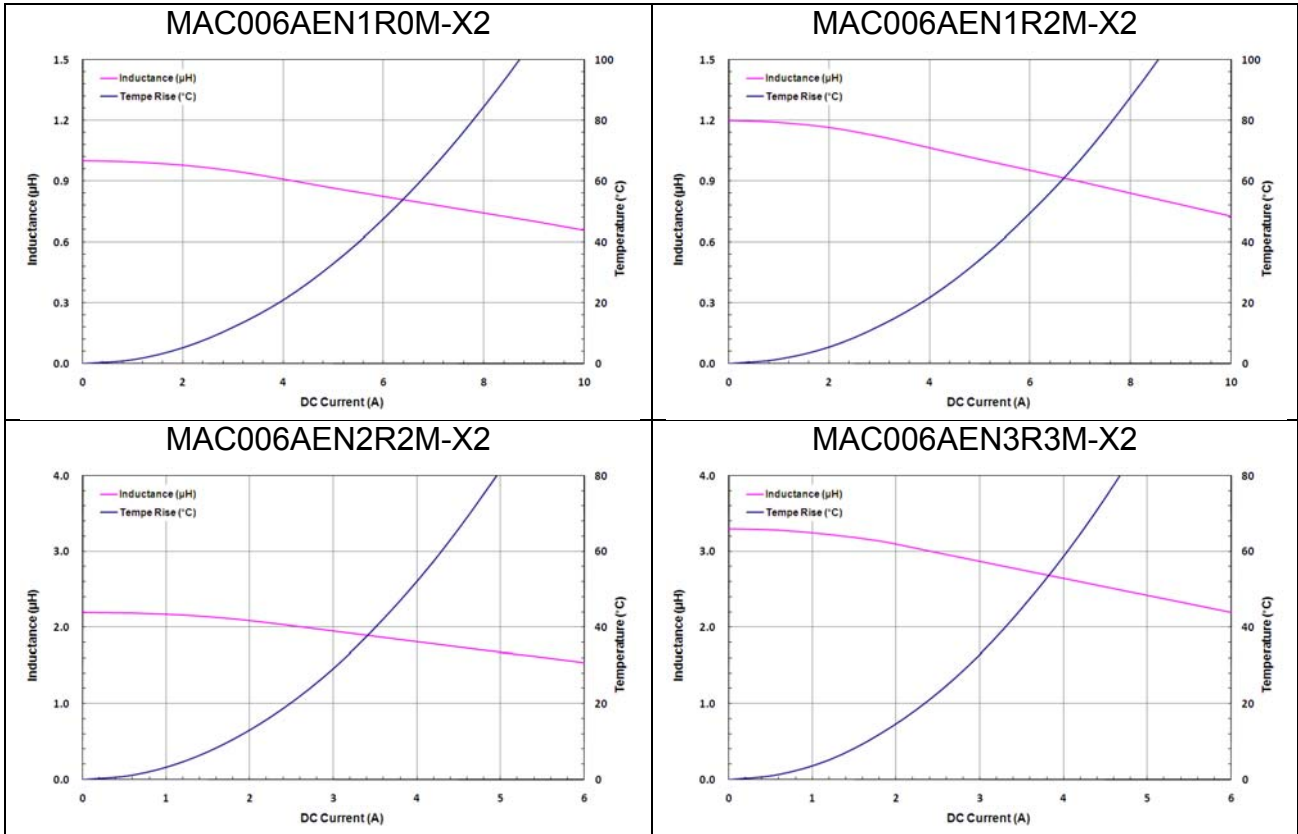 MAC006AEN1R0M-X2
Inductance (µH)
Tempe Rise (°C)
1.5
1.2
0.9
0.6
0.3
0.0
100
80
60
40
20
0
Inductance (µH)
Temperature (°C)
0 2 4 6 8 10
DC Current (A)
MAC006AEN1R2M-X2
Inductance (µH)
Tempe Rise (°C)
1.5
1.2
0.9
0.6
0.3
0.0
100
80
60
40
20
0
Inductance (µH)
Temperature (°C)
0 2 4 6 8 10
DC Current (A)
MAC006AEN2R2M-X2
Inductance (µH)
Tempe Rise (°C)
4.0
3.0
2.0
1.0
0.0
80
60
40
20
0
Inductance (µH)
Temperature (°C)
0 1 2 3 4 5 6
DC Current (A)
MAC006AEN3R3M-X2
Inductance (µH)
Tempe Rise (°C)
4.0
3.0
2.0
1.0
0.0
80
60
40
20
0
Inductance (µH)
Temperature (°C)
0 1 2 3 4 5 6
DC Current (A)